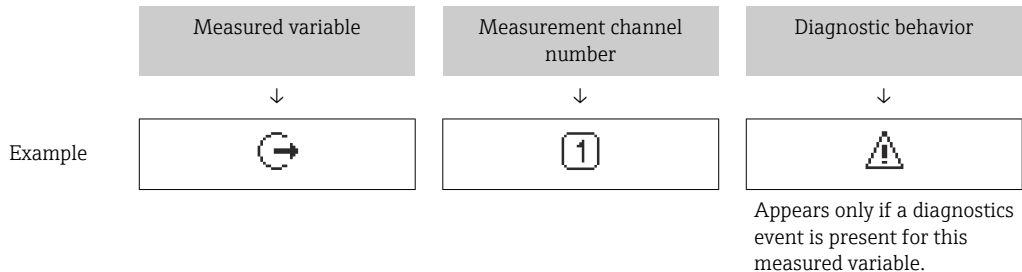 Measured variable
Measurement channel
number
Diagnostic behavior
↓ ↓ ↓
Example
1
Appears only if a diagnostics
event is present for this
measured variable.